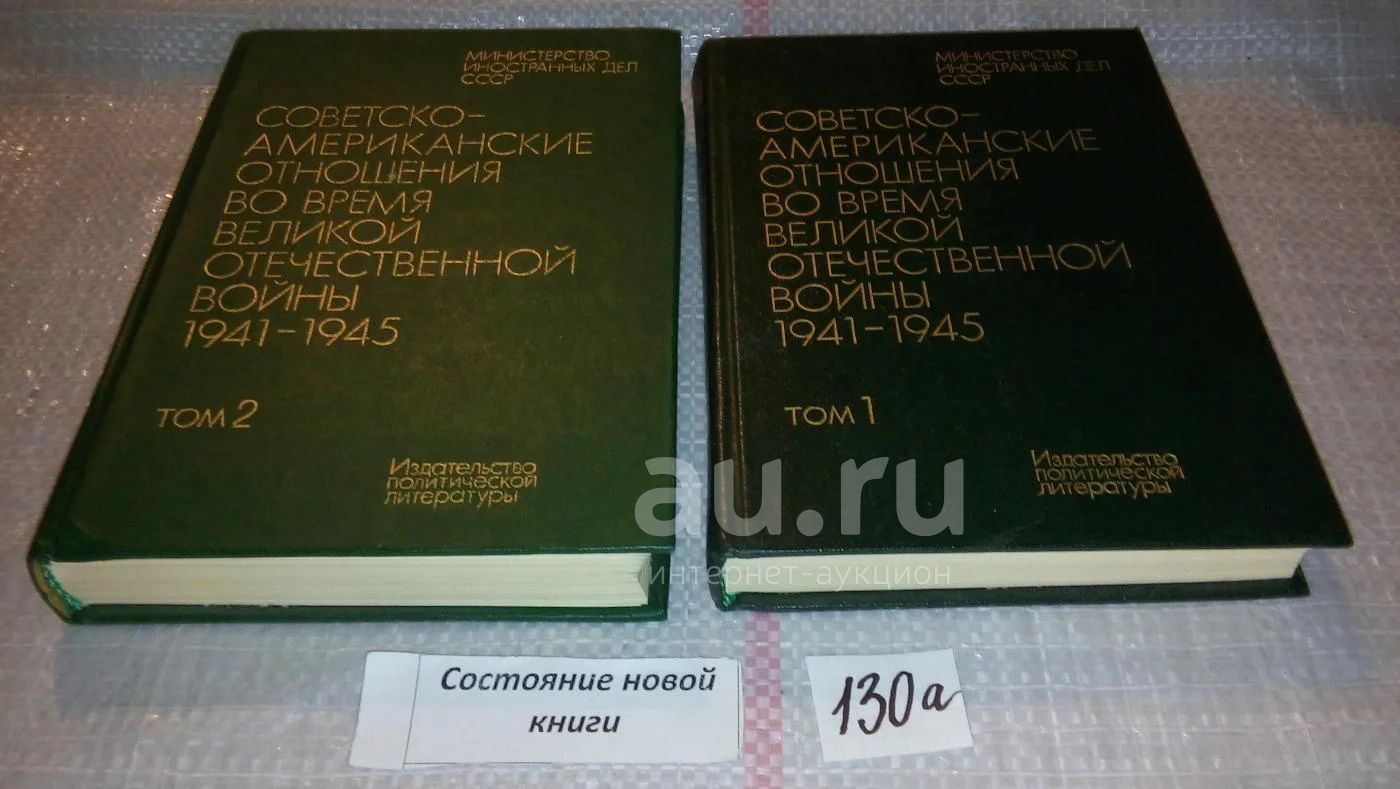 МИНИСТЕРСТВО
ИНОСТРАННЫХ ДЕЛ
СССР
СОВЕТСКО-
АМЕРИКАНСКИЕ
ОТНОШЕНИЯ
ВО ВРЕМЯ
ВЕЛИКОЙ
ОТЕЧЕСТВЕННОЙ
ВОЙНЫ
1941-1945
ТОМ 2
Издательство
политической
литературы
МИНИСТЕРСТВО
ИНОСТРАННЫХ ДЕЛ
СССР
СОВЕТСКО-
АМЕРИКАНСКИЕ
ОТНОШЕНИЯ
ВО ВРЕМЯ
ВЕЛИКОЙ
ОТЕЧЕСТВЕННОЙ
ВОЙНЫ
1941-1945
ТОМ 1
Издательство
политической
литературы
au.ru
интернет-аукцион
Состояние новой
книги
130а